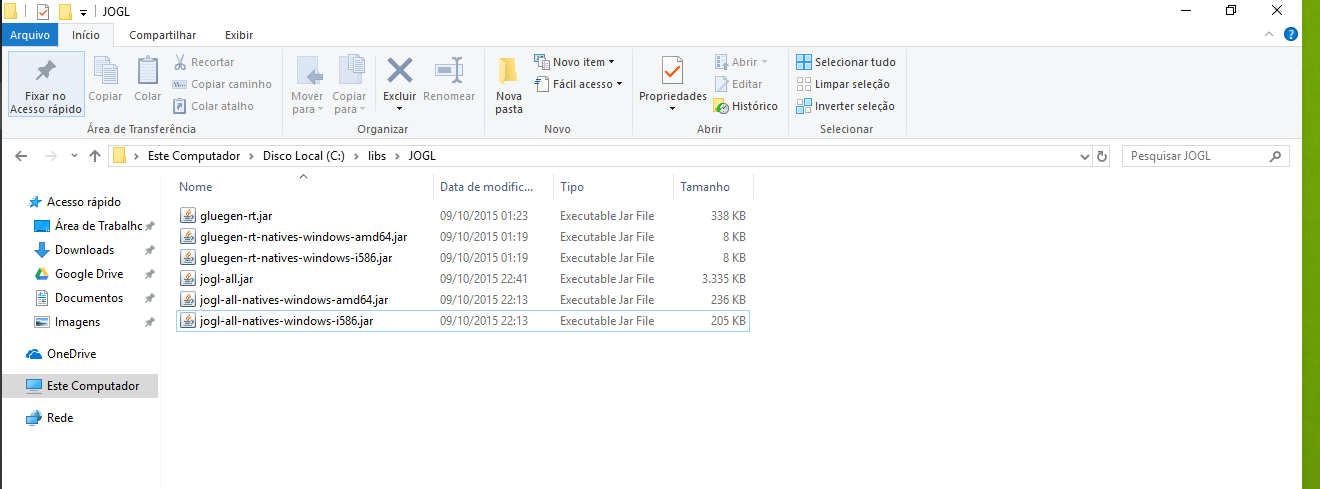 JOGL
Arquivo Início Compartilhar Exibir
Fixar no Acesso rápido
Copiar
Colar
Recortar
Copiar caminho
Colar atalho
Área de Transferência
Mover para
Copiar para
Excluir
Renomear
Organizar
Nova pasta
Novo item
Fácil acesso
Novo
Propriedades
Abrir
Editar
Histórico
Abrir
Selecionar tudo
Limpar seleção
Inverter seleção
Selecionar
Este Computador > Disco Local (C:) > libs > JOGL
Pesquisar JOGL
Acesso rápido
Área de Trabalho
Downloads
Google Drive
Documentos
Imagens
OneDrive
Este Computador
Rede
Nome Data de modific... Tipo Tamanho
gluegen-rt.jar 09/10/2015 01:23 Executable Jar File 338 KB
gluegen-rt-natives-windows-amd64.jar 09/10/2015 01:19 Executable Jar File 8 KB
gluegen-rt-natives-windows-i586.jar 09/10/2015 01:19 Executable Jar File 8 KB
jogl-all.jar 09/10/2015 22:41 Executable Jar File 3.335 KB
jogl-all-natives-windows-amd64.jar 09/10/2015 22:13 Executable Jar File 236 KB
jogl-all-natives-windows-i586.jar 09/10/2015 22:13 Executable Jar File 205 KB